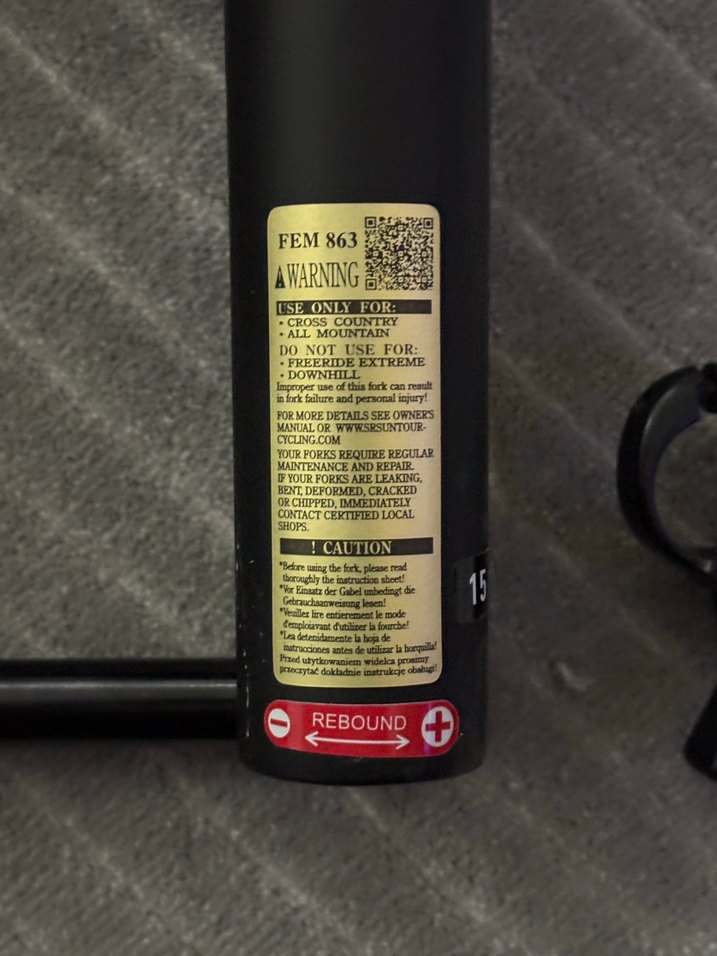 FEM 863
WARNING
USE ONLY FOR:
• CROSS COUNTRY
• ALL MOUNTAIN
DO NOT USE FOR:
• FREERIDE EXTREME
• DOWNHILL
Improper use of this fork can result
in fork failure and personal injury!
FOR MORE DETAILS SEE OWNER'S
MANUAL OR WWW.SRSUNTOUR-
CYCLING.COM
YOUR FORKS REQUIRE REGULAR
MAINTENANCE AND REPAIR.
IF YOUR FORKS ARE LEAKING,
BENT, DEFORMED, CRACKED
OR CHIPPED, IMMEDIATELY
CONTACT CERTIFIED LOCAL
SHOPS.
! CAUTION
*Before using the fork, please read
thoroughly the instruction sheet!
*Vor Einsatz der Gabel unbedingt die
Gebrauchsanweisung lesen!
*Veuillez lire entierement le mode
d'emploiavant d'utilizer la fourche!
*Lea detenidamente la hoja de
instrucciones antes de utilizar la horquilla!
Przed użytkowaniem widelca prosimy
przeczytać dokładnie instrukcje obsługi!
15
− REBOUND +